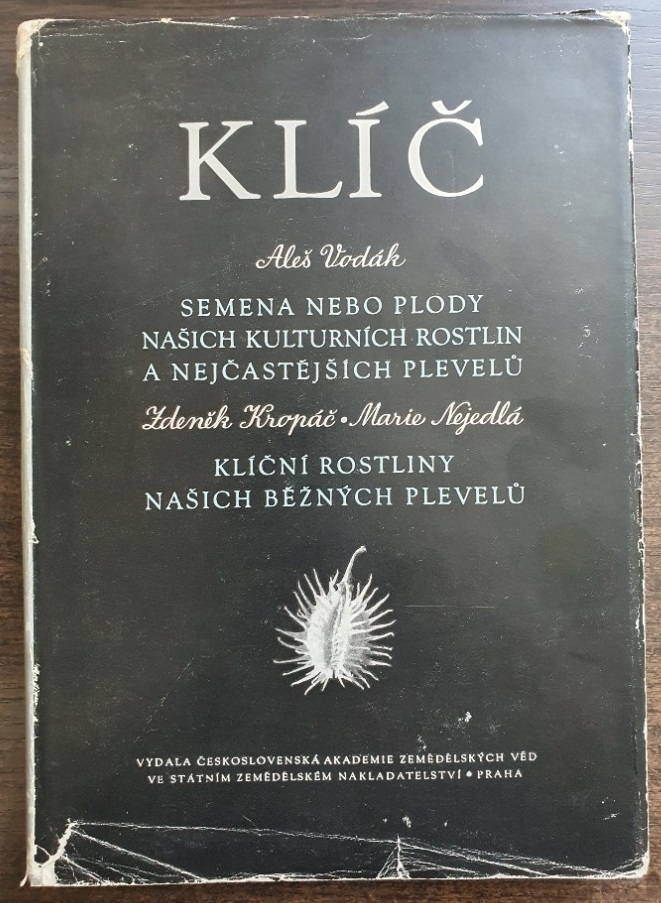 KLÍČ
Aleš Vodák
SEMENA NEBO PLODY
NAŠICH KULTURNÍCH ROSTLIN
A NEJČASTĚJŠÍCH PLEVELŮ
Zdeněk Kropáč • Marie Nejedlá
KLÍČNÍ ROSTLINY
NAŠICH BĚŽNÝCH PLEVELŮ
VYDALA ČESKOSLOVENSKÁ AKADEMIE ZEMĚDĚLSKÝCH VĚD
VE STÁTNÍM ZEMĚDĚLSKÉM NAKLADATELSTVÍ • PRAHA